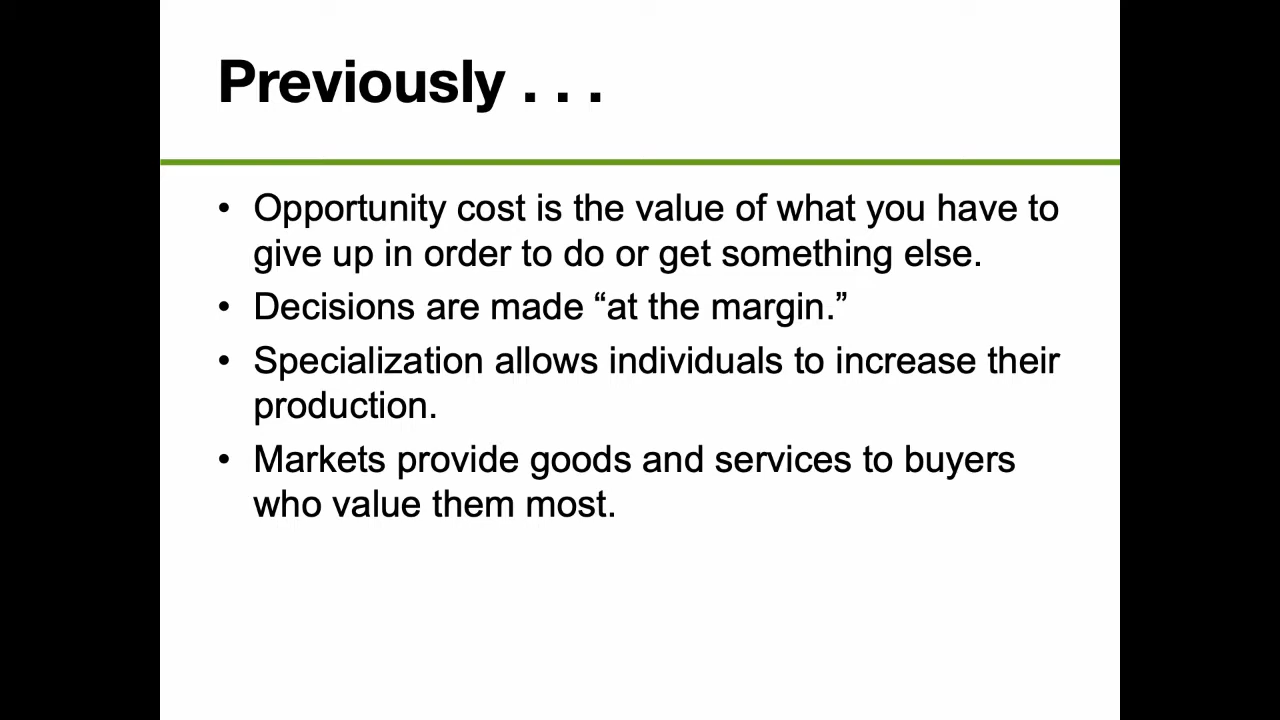 Previously . . .
• Opportunity cost is the value of what you have to
give up in order to do or get something else.
• Decisions are made “at the margin.”
• Specialization allows individuals to increase their
production.
• Markets provide goods and services to buyers
who value them most.